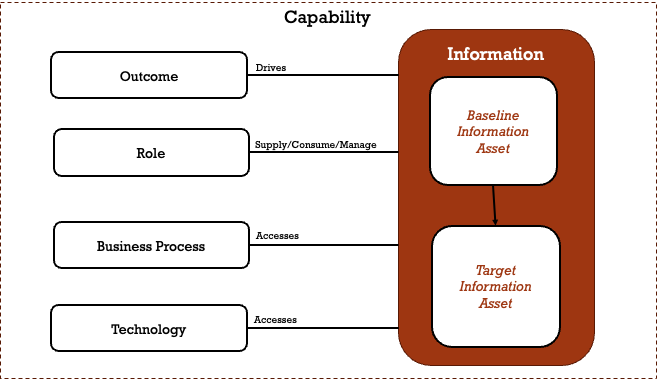 Capability
Information
Outcome
Drives
Baseline
Information
Asset
Role
Supply/Consume/Manage
Business Process
Accesses
Target
Information
Asset
Technology
Accesses